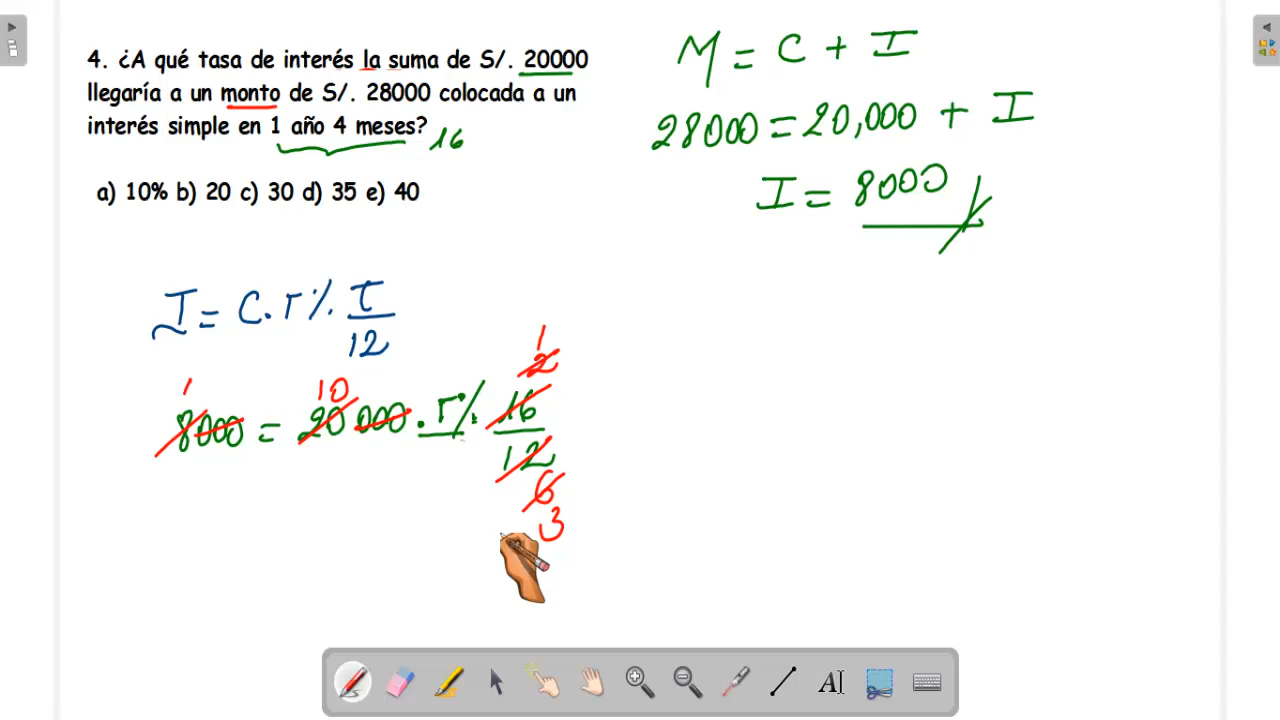 4. ¿A qué tasa de interés la suma de S/. 20000
llegaría a un monto de S/. 28000 colocada a un
interés simple en 1 año 4 meses?
16
a) 10% b) 20 c) 30 d) 35 e) 40
M = C + I
28000 = 20,000 + I
I = 8000
I = C. r%. t/12
8000 = 20 000 . r%. 16/12
1 10 2 1
6
3
AI